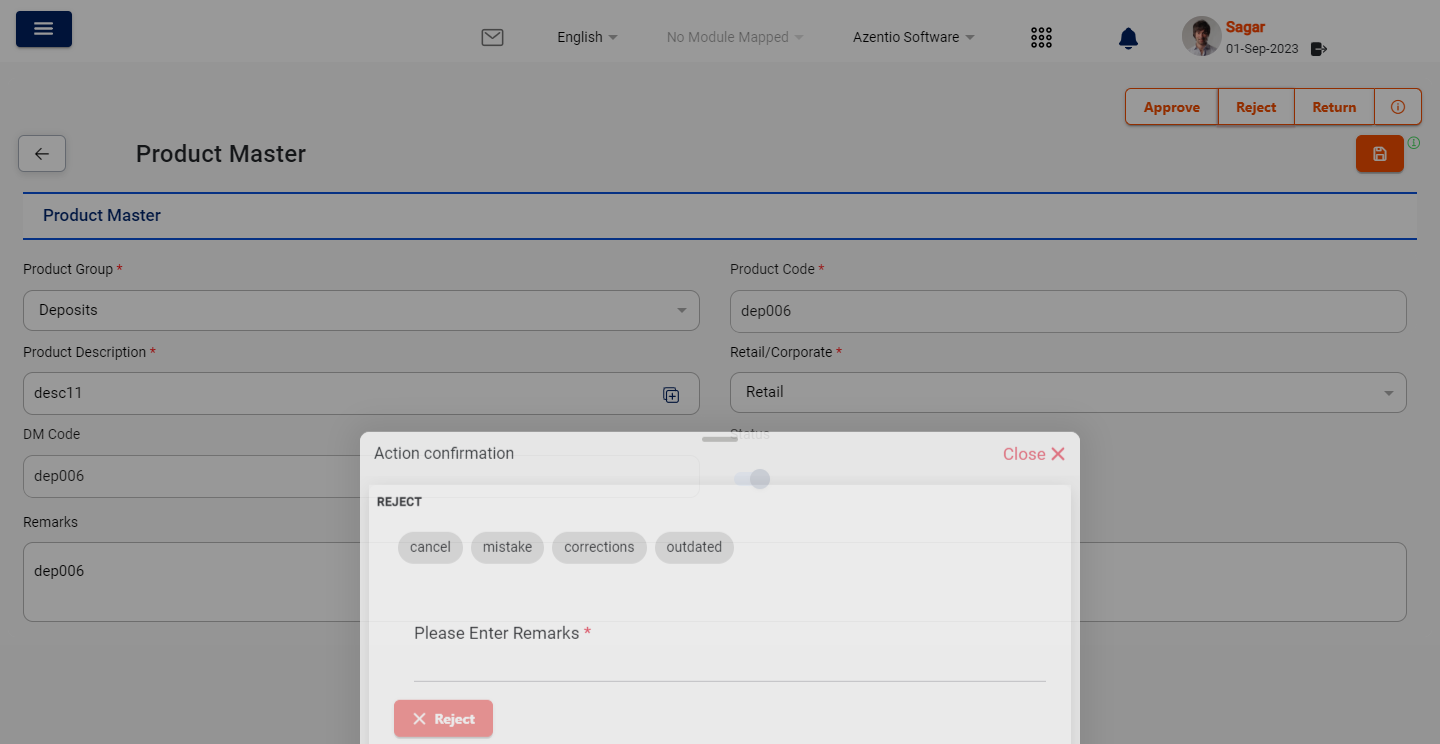 English
No Module Mapped
Azentio Software
Sagar
01-Sep-2023
Approve
Reject
Return
Product Master
Product Master
Product Group *
Product Code *
Deposits
dep006
Product Description *
Retail/Corporate *
desc11
Retail
DM Code
Status
dep006
Remarks
dep006
Action confirmation
Close
REJECT
cancel
mistake
corrections
outdated
Please Enter Remarks *
Reject